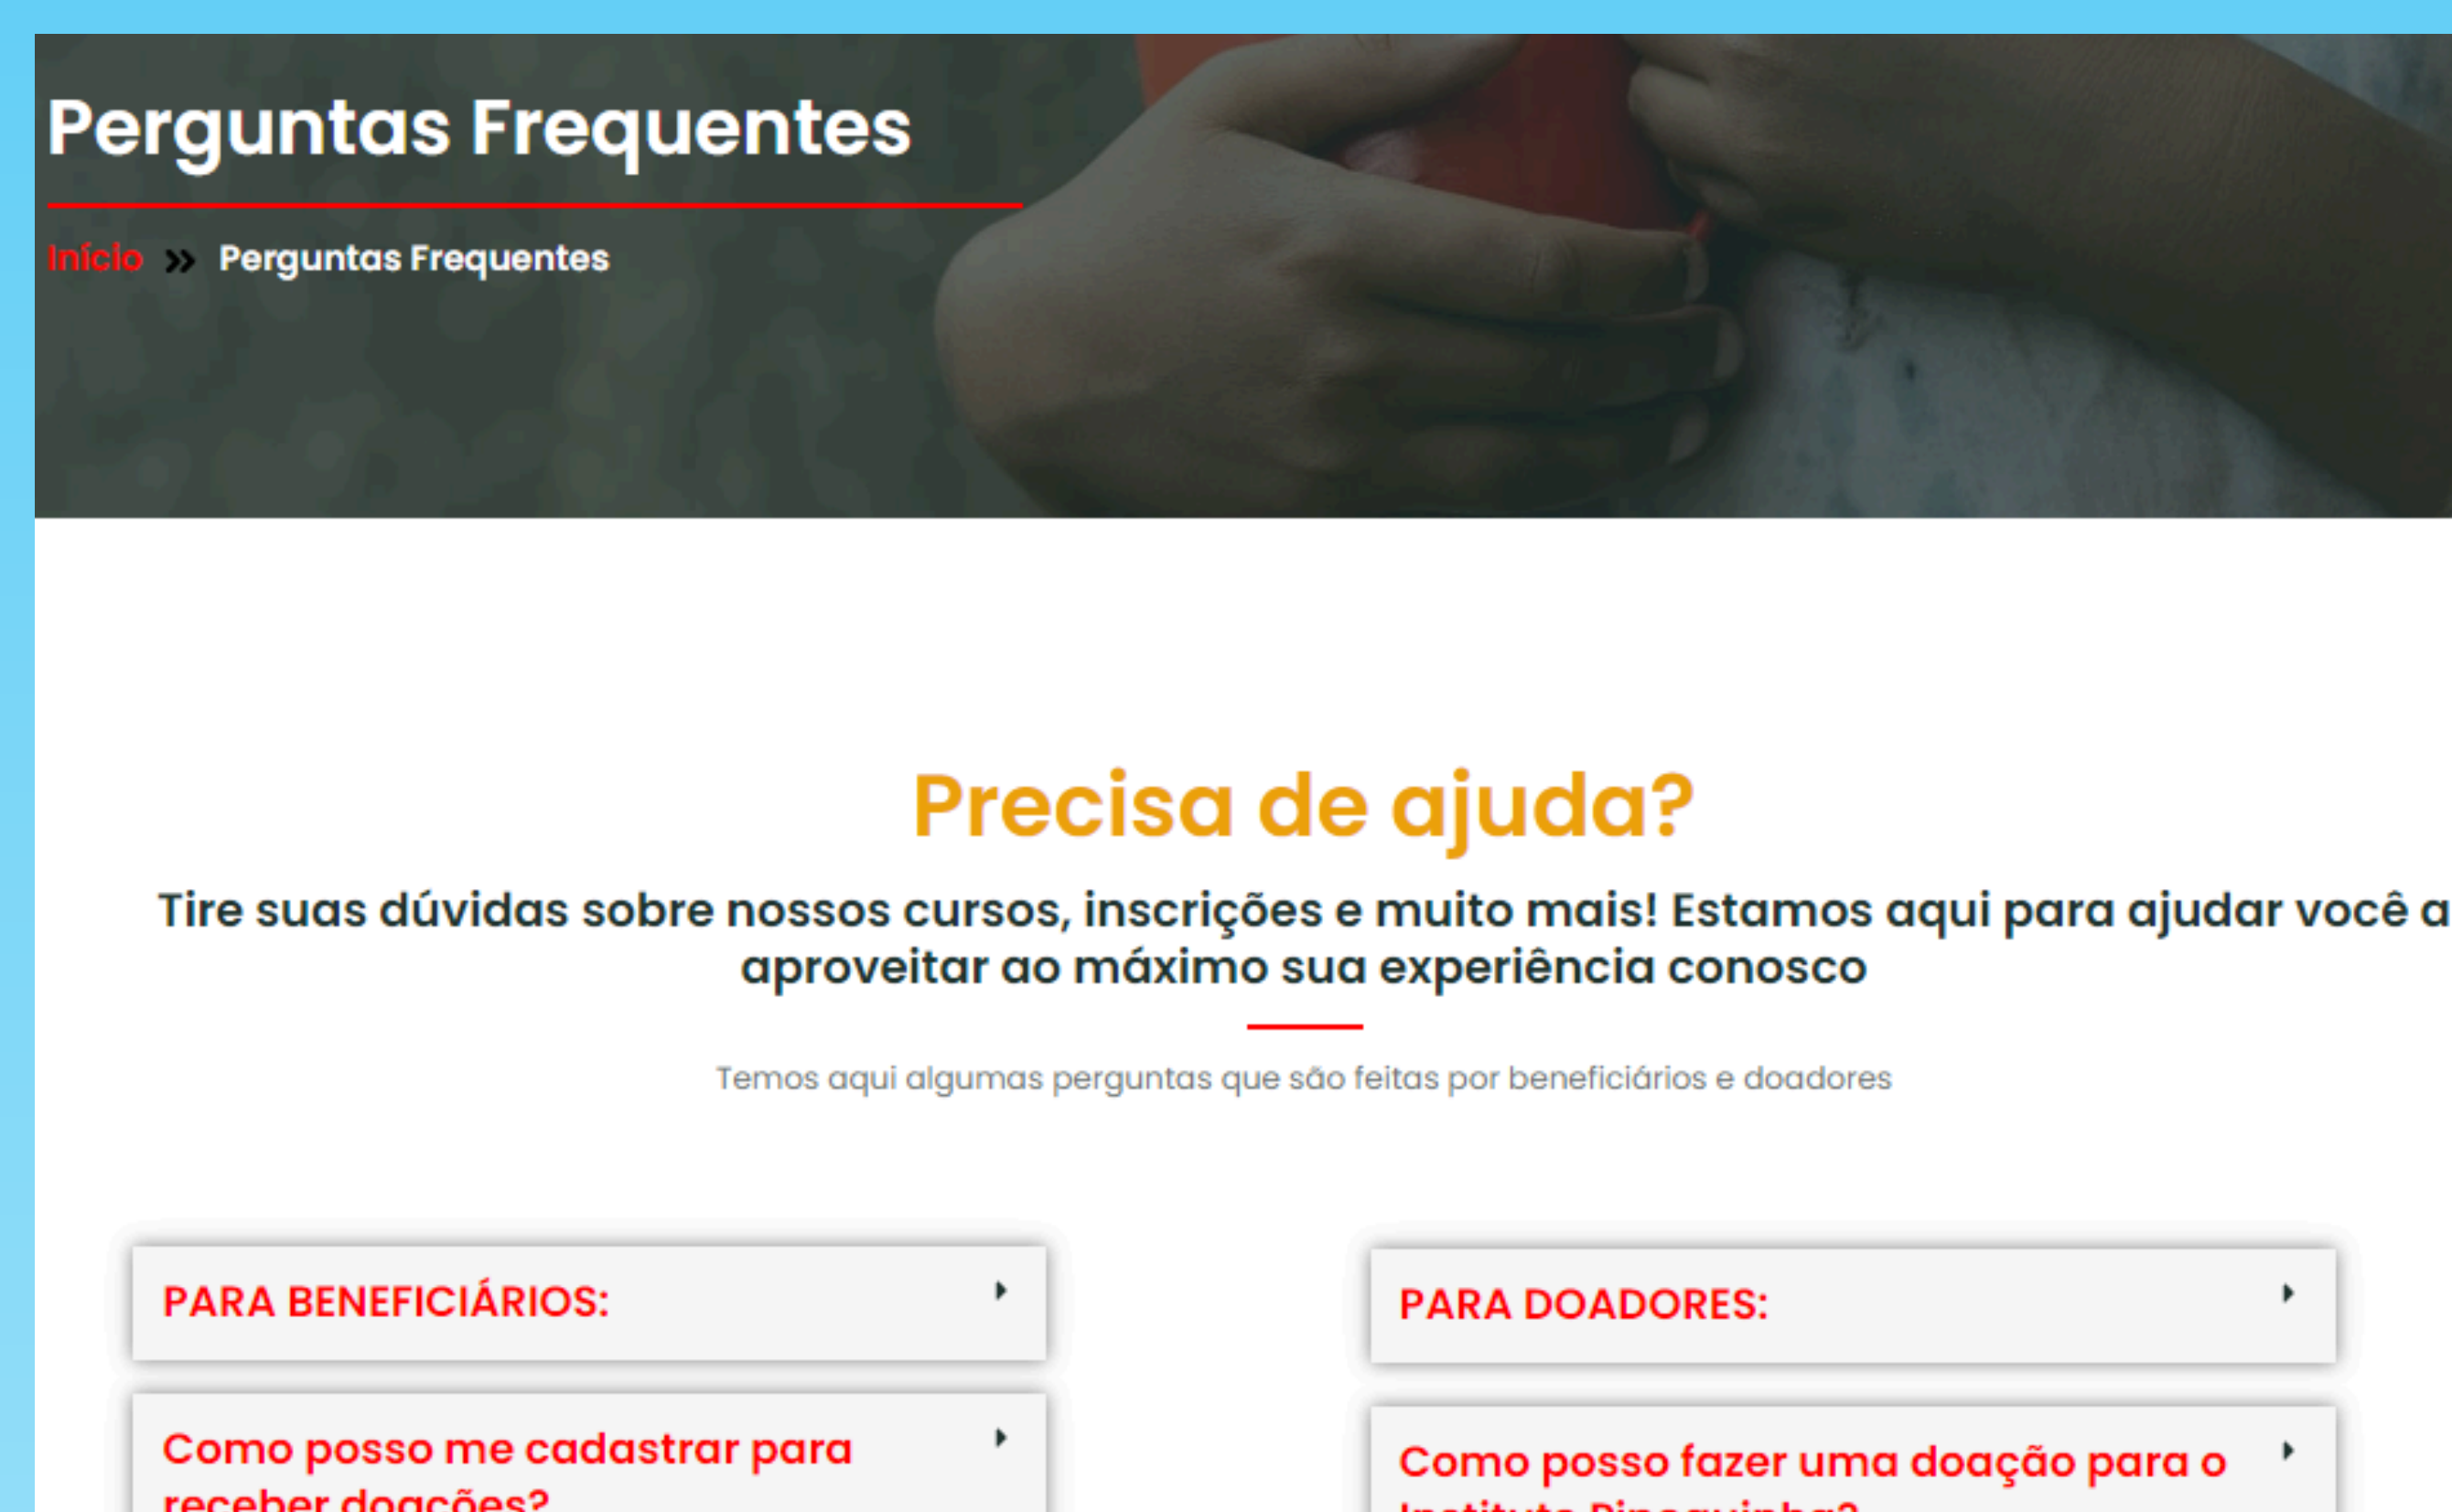 Perguntas Frequentes
Início » Perguntas Frequentes
Precisa de ajuda?
Tire suas dúvidas sobre nossos cursos, inscrições e muito mais! Estamos aqui para ajudar você a
aproveitar ao máximo sua experiência conosco
Temos aqui algumas perguntas que são feitas por beneficiários e doadores
PARA BENEFICIÁRIOS:
Como posso me cadastrar para
receber doações?
PARA DOADORES:
Como posso fazer uma doação para o
Instituto